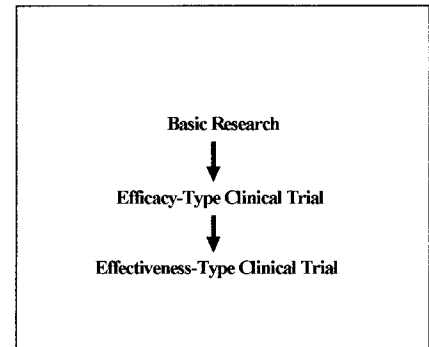 Basic Research
Efficacy-Type Clinical Trial
Effectiveness-Type Clinical Trial